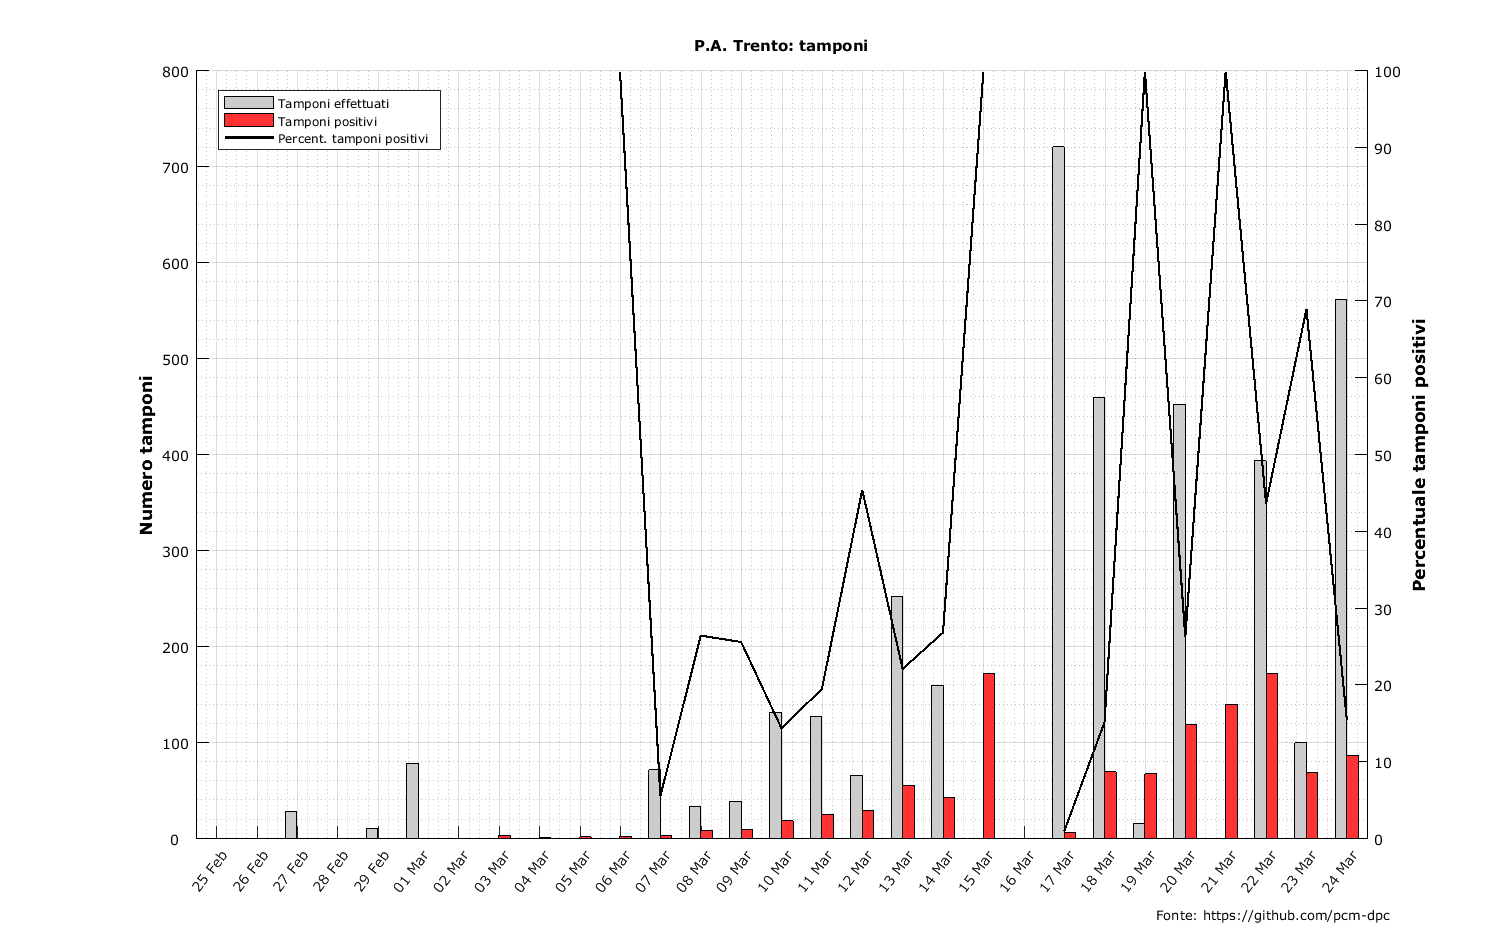 P.A. Trento: tamponi
Tamponi effettuati
Tamponi positivi
Percent. tamponi positivi
Numero tamponi
800
700
600
500
400
300
200
100
0
100
90
80
70
60
50
40
30
20
10
0
Percentuale tamponi positivi
25 Feb
26 Feb
27 Feb
28 Feb
29 Feb
01 Mar
02 Mar
03 Mar
04 Mar
05 Mar
06 Mar
07 Mar
08 Mar
09 Mar
10 Mar
11 Mar
12 Mar
13 Mar
14 Mar
15 Mar
16 Mar
17 Mar
18 Mar
19 Mar
20 Mar
21 Mar
22 Mar
23 Mar
24 Mar
Fonte: https://github.com/pcm-dpc